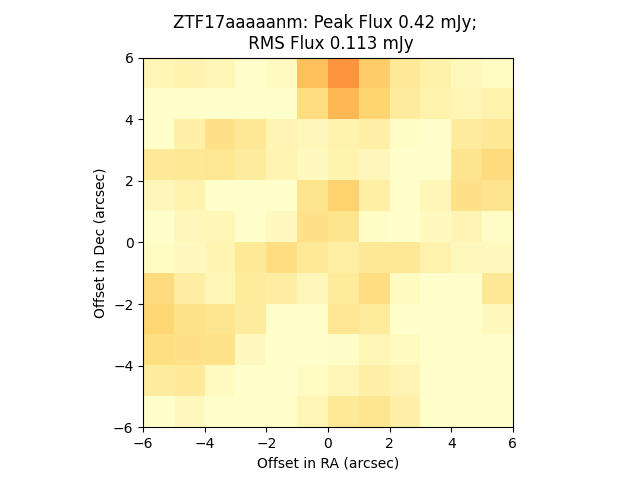 ZTF17aaaaanm: Peak Flux 0.42 mJy;
RMS Flux 0.113 mJy
6
4
2
0
−2
−4
−6
Offset in Dec (arcsec)
−6 −4 −2 0 2 4 6
Offset in RA (arcsec)